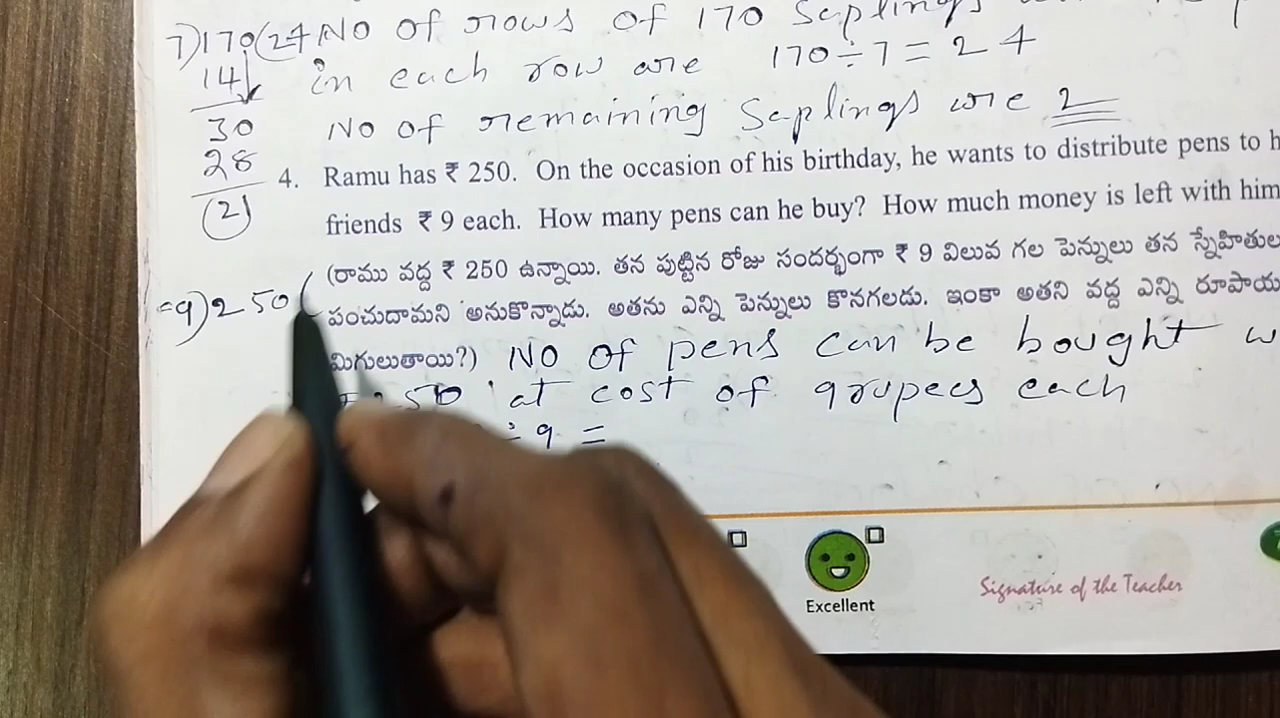 7)170(24 No of rows of 170 Saplings
14 in each row are 170÷7=24
30 No of remaining Saplings are 2
28
(2)
4. Ramu has ₹ 250. On the occasion of his birthday, he wants to distribute pens to h
friends ₹ 9 each. How many pens can he buy? How much money is left with him
(రాము వద్ద ₹ 250 ఉన్నాయి. తన పుట్టిన రోజు సందర్భంగా ₹ 9 విలువ గల పెన్నులు తన స్నేహితుల
=9)250(
పంచుదామని అనుకొన్నాడు. అతను ఎన్ని పెన్నులు కొనగలడు. ఇంకా అతని వద్ద ఎన్ని రూపాయ
మిగులుతాయి?) No of pens can be bought w
250 at cost of 9 rupees each
÷9=
Excellent
Signature of the Teacher